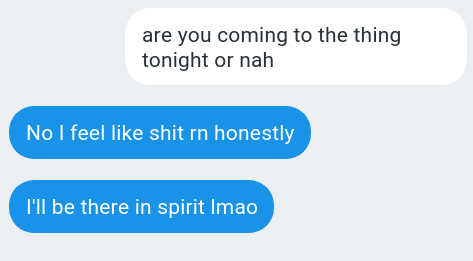 are you coming to the thing
tonight or nah
No I feel like shit rn honestly
I'll be there in spirit lmao